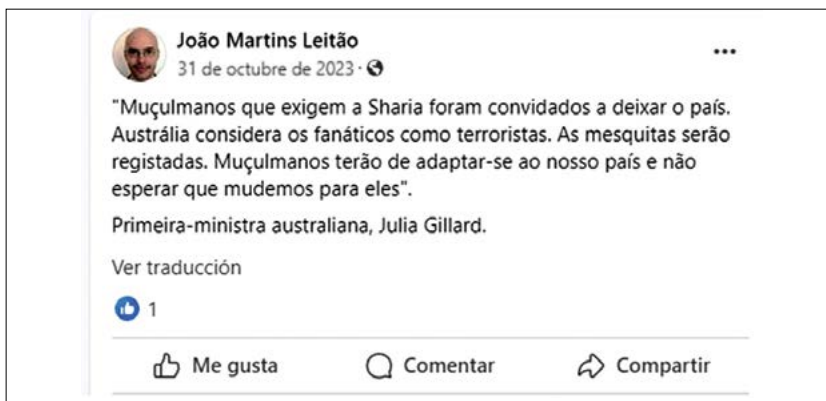 João Martins Leitão
31 de octubre de 2023 ·
"Muçulmanos que exigem a Sharia foram convidados a deixar o país.
Austrália considera os fanáticos como terroristas. As mesquitas serão
registadas. Muçulmanos terão de adaptar-se ao nosso país e não
esperar que mudemos para eles".
Primeira-ministra australiana, Julia Gillard.
Ver traducción
1
Me gusta Comentar Compartir